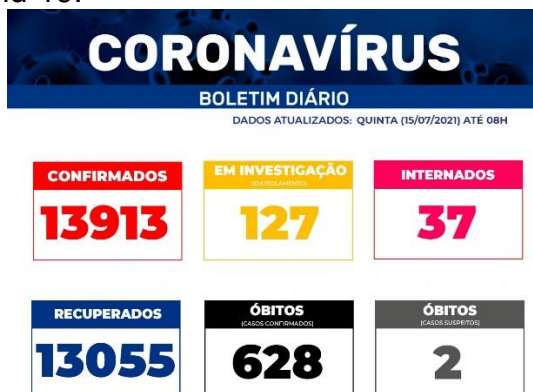 CORONAVÍRUS
BOLETIM DIÁRIO
DADOS ATUALIZADOS: QUINTA (15/07/2021) ATÉ 08H
CONFIRMADOS
13913
EM INVESTIGAÇÃO
(EM ISOLAMENTO)
127
INTERNADOS
37
RECUPERADOS
13055
ÓBITOS
(CASOS CONFIRMADOS)
628
ÓBITOS
(CASOS SUSPEITOS)
2